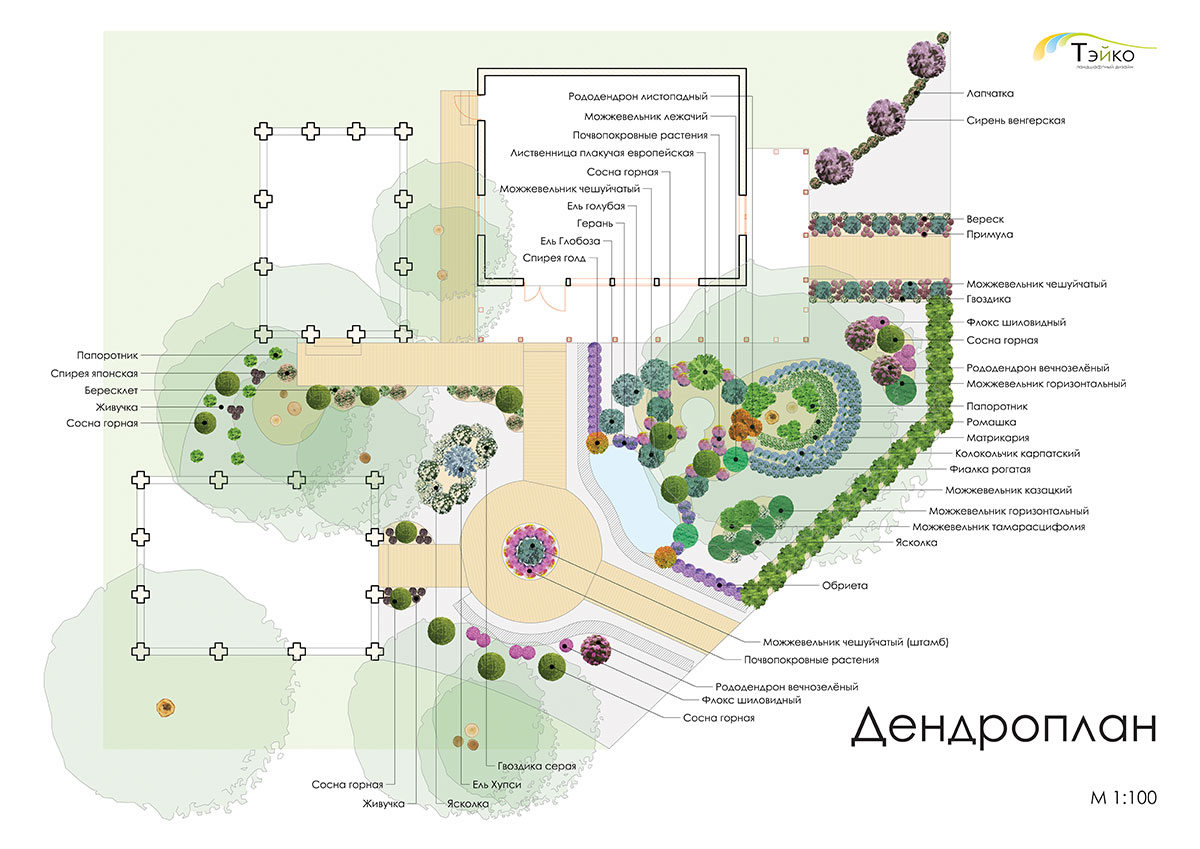 Тэйко
ландшафтный дизайн
Рододендрон листопадный
Можжевельник лежачий
Почвопокровные растения
Лиственница плакучая европейская
Сосна горная
Можжевельник чешуйчатый
Ель голубая
Герань
Ель Глобоза
Спирея голд
Лапчатка
Сирень венгерская
Вереск
Примула
Можжевельник чешуйчатый
Гвоздика
Флокс шиловидный
Сосна горная
Рододендрон вечнозелёный
Можжевельник горизонтальный
Папоротник
Ромашка
Матрикария
Колокольчик карпатский
Фиалка рогатая
Можжевельник казацкий
Можжевельник горизонтальный
Можжевельник тамарасцифолия
Ясколка
Обриета
Папоротник
Спирея японская
Бересклет
Живучка
Сосна горная
Можжевельник чешуйчатый (штамб)
Почвопокровные растения
Рододендрон вечнозелёный
Флокс шиловидный
Сосна горная
Гвоздика серая
Сосна горная
Ель Хупси
Живучка
Ясколка
Дендроплан
М 1:100